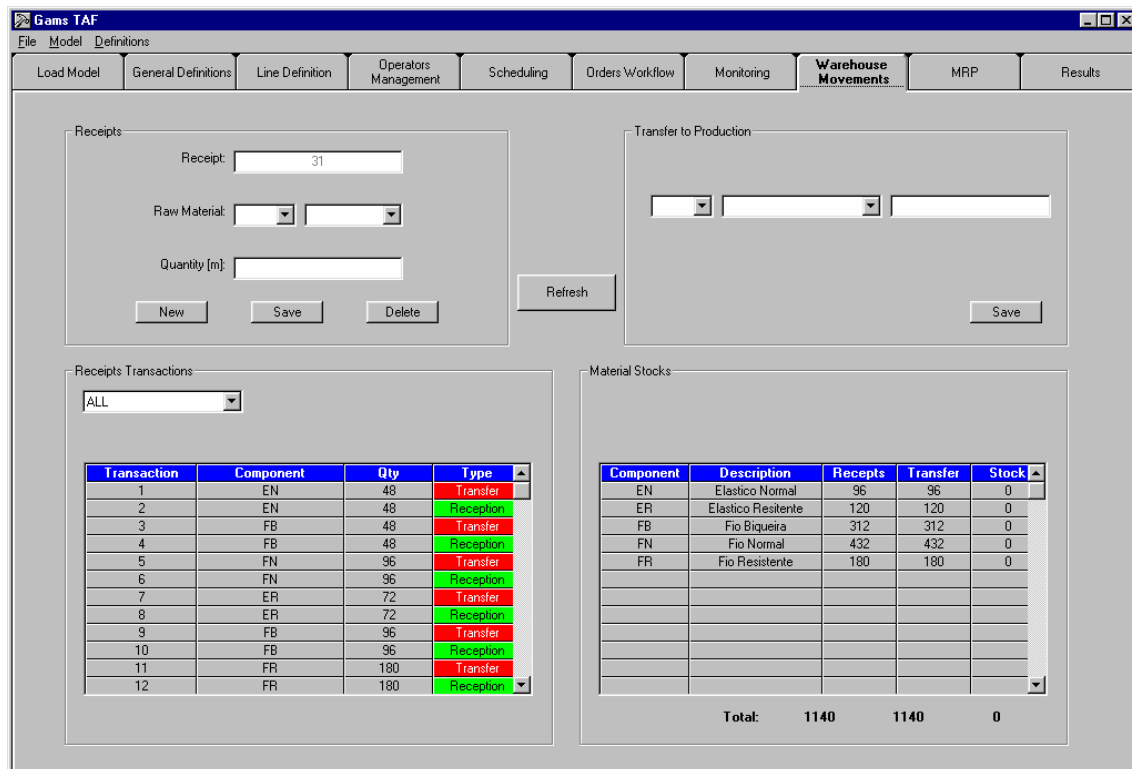 Gams TAF
File Model Definitions
Load Model General Definitions Line Definition Operators Management Scheduling Orders Workflow Monitoring Warehouse Movements MRP Results
Receipts
Receipt: 31
Raw Material:
Quantity [m]:
New Save Delete
Refresh
Transfer to Production
Save
Receipts Transactions
ALL
Transaction Component Qty Type
1 EN 48 Transfer
2 EN 48 Reception
3 FB 48 Transfer
4 FB 48 Reception
5 FN 96 Transfer
6 FN 96 Reception
7 ER 72 Transfer
8 ER 72 Reception
9 FB 96 Transfer
10 FB 96 Reception
11 FR 180 Transfer
12 FR 180 Reception
Material Stocks
Component Description Recepts Transfer Stock
EN Elastico Normal 96 96 0
ER Elastico Resitente 120 120 0
FB Fio Biqueira 312 312 0
FN Fio Normal 432 432 0
FR Fio Resistente 180 180 0
Total: 1140 1140 0